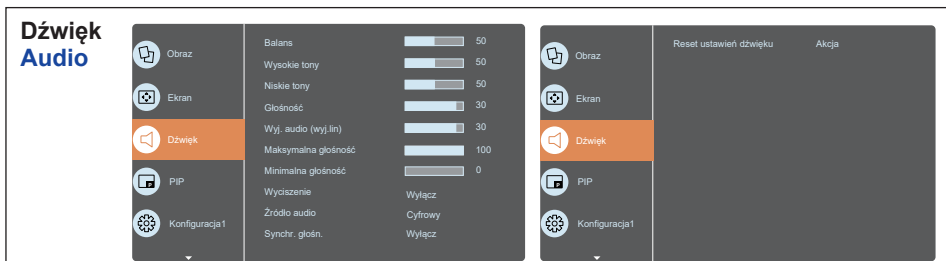 Dźwięk
Audio
Obraz
Ekran
Dźwięk
PIP
Konfiguracja1
Balans 50
Wysokie tony 50
Niskie tony 50
Głośność 30
Wyj. audio (wyj.lin) 30
Maksymalna głośność 100
Minimalna głośność 0
Wyciszenie Wyłącz
Źródło audio Cyfrowy
Synchr. głośn. Wyłącz
Obraz
Ekran
Dźwięk
PIP
Konfiguracja1
Reset ustawień dźwięku Akcja